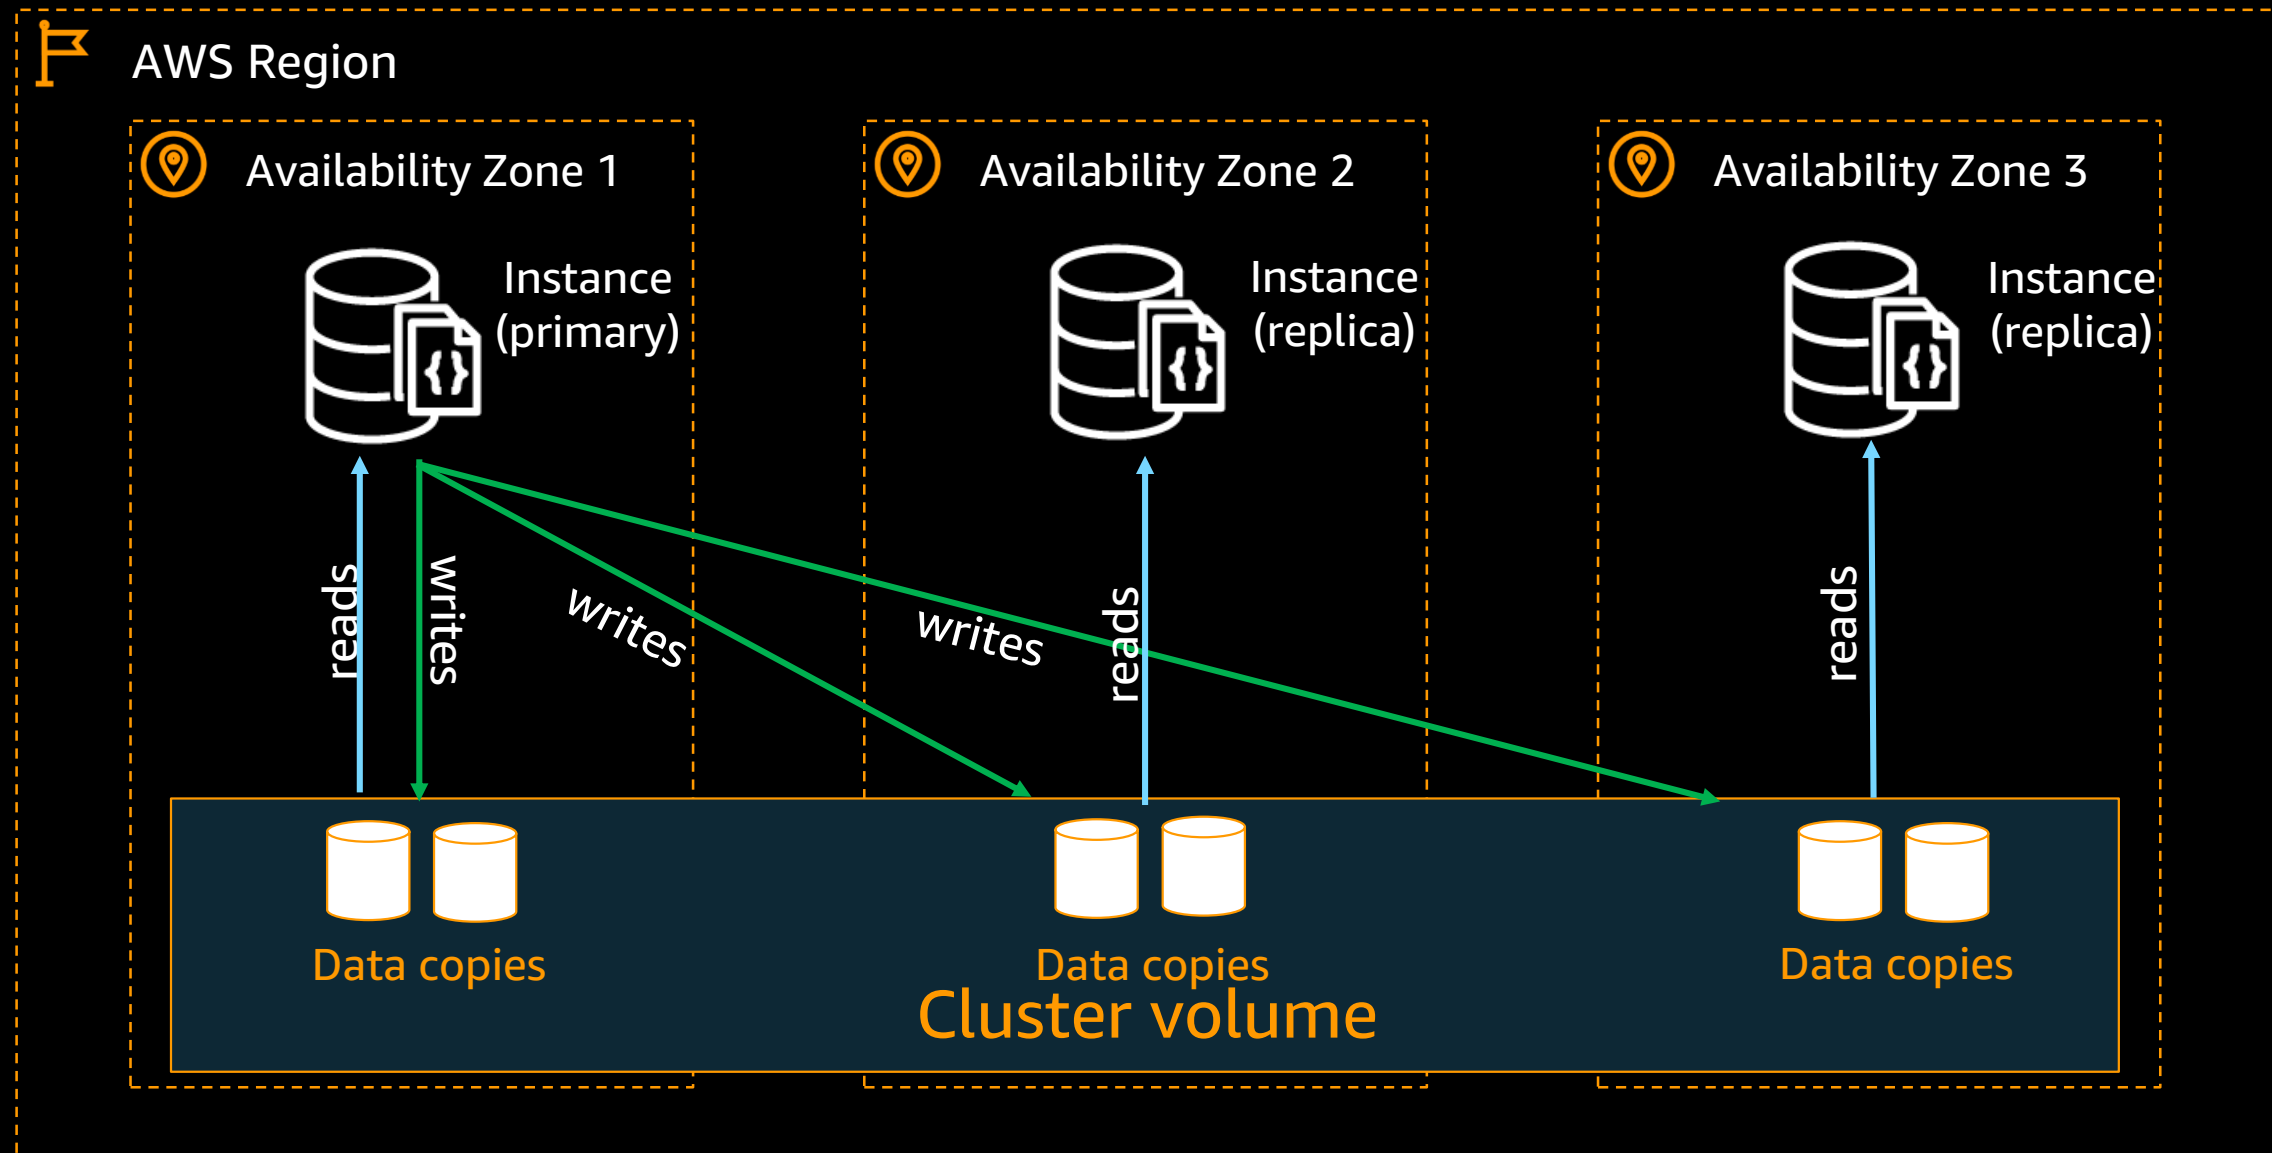 AWS Region
Availability Zone 1
Availability Zone 2
Availability Zone 3
Instance
(primary)
Instance
(replica)
Instance
(replica)
{}
{}
{}
reads
writes
writes
writes
reads
reads
Data copies
Data copies
Data copies
Cluster volume